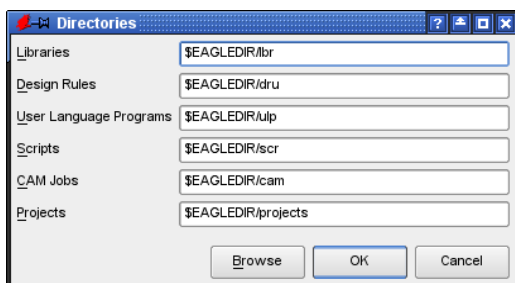 Directories
Libraries $EAGLEDIR/lbr
Design Rules $EAGLEDIR/dru
User Language Programs $EAGLEDIR/ulp
Scripts $EAGLEDIR/scr
CAM Jobs $EAGLEDIR/cam
Projects $EAGLEDIR/projects
Browse OK Cancel